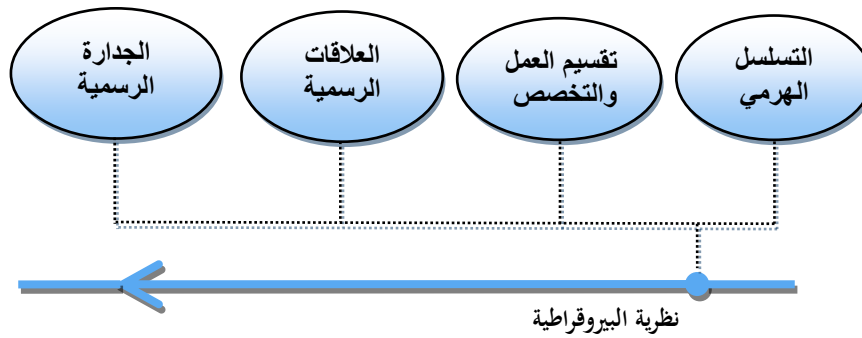 التسلسل
الهرمي
تقسيم العمل
والتخصص
العلاقات
الرسمية
الجدارة
الرسمية
نظرية البيروقراطية